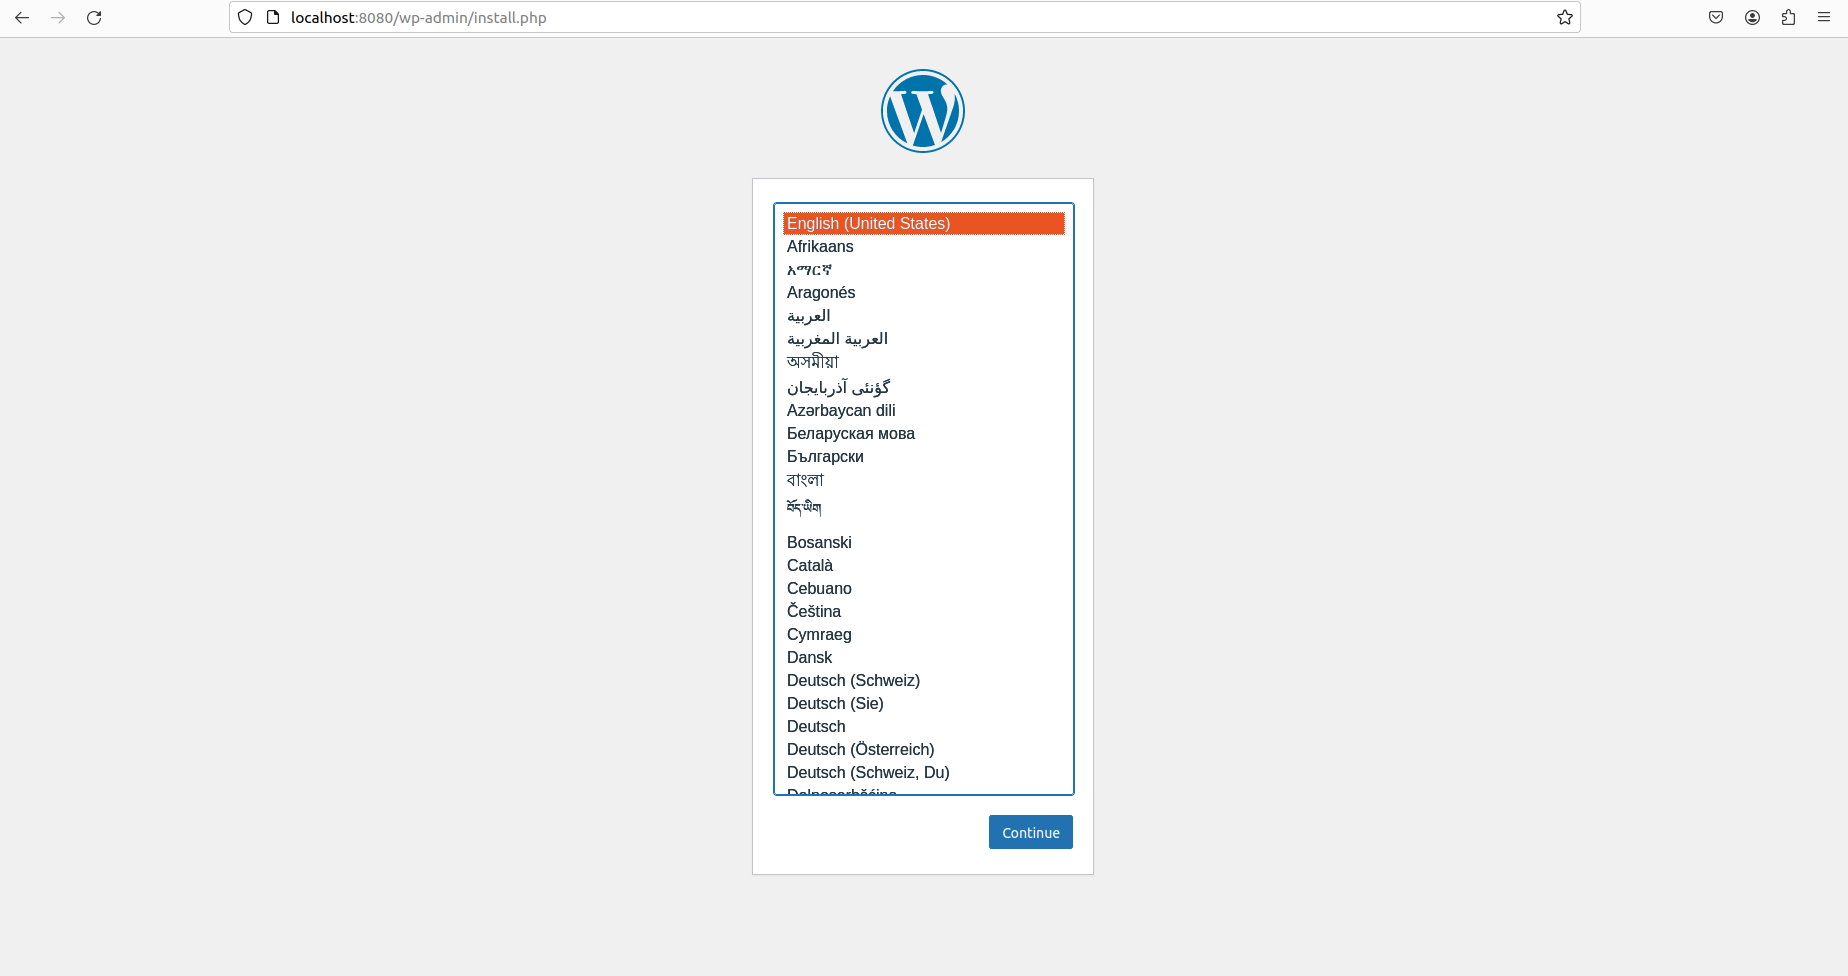 localhost:8080/wp-admin/install.php
English (United States)
Afrikaans
አማርኛ
Aragonés
العربية
العربية المغربية
অসমীয়া
گؤنئی آذربایجان
Azərbaycan dili
Беларуская мова
Български
বাংলা
བོད་ཡིག
Bosanski
Català
Cebuano
Čeština
Cymraeg
Dansk
Deutsch (Schweiz)
Deutsch (Sie)
Deutsch
Deutsch (Österreich)
Deutsch (Schweiz, Du)
Continue